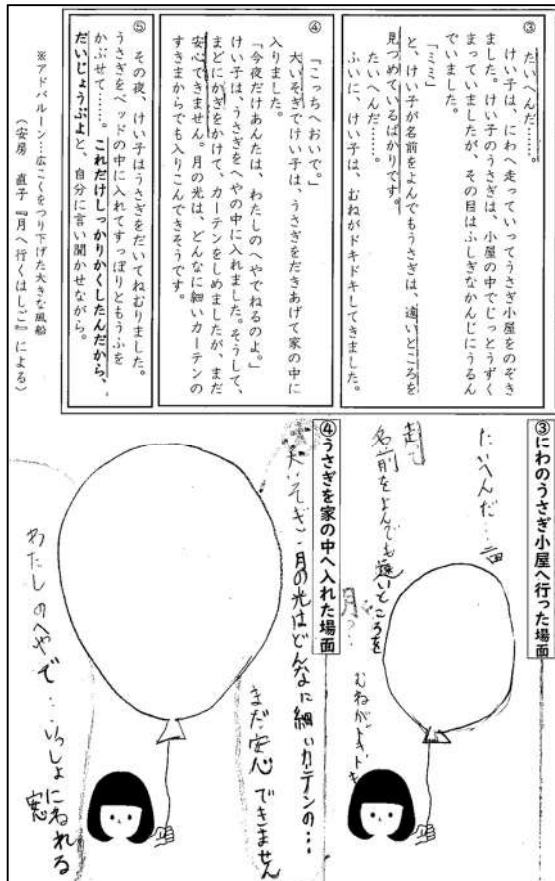 ③
たいへんだ……。
けい子は、にわへ走っていってうさぎ小屋をのぞき
ました。けい子のうさぎは、小屋の中でじっとうずく
まっていましたが、その目はふしぎなかんじにうるん
でいました。
「ミミ」
と、けい子が名前をよんでもうさぎは、遠いところを
見つめているばかりです。
たいへんだ……。
ふいに、けい子は、むねがドキドキしてきました。
④
「こっちへおいで。」
大いそぎでけい子は、うさぎをだきあげて家の中に
入りました。
「今夜だけあんたは、わたしのへやでねるのよ。」
けい子は、うさぎをへやの中に入れました。そうして、
まどにかぎをかけて、カーテンをしめましたが、まだ
安心できません。月の光は、どんなに細いカーテンの
すきまからでも入りこんできそうです。
⑤
その夜、けい子はうさぎをだいてねむりました。
うさぎをベッドの中に入れてすっぽりともうふを
かぶせて……。これだけしっかりかくしたんだから、
だいじょうぶよと、自分に言い聞かせながら。
※アドバルーン…広こくをつり下げた大きな風船
（安房 直子『月へ行くはしご』による）
③にわのうさぎ小屋へ行った場面
たいへんだ…二回
走って
名前をよんでも遠いところを
月？
むねがドキドキ
④うさぎを家の中へ入れた場面
大いそぎ
月の光はどんなに細いカーテンの…
まだ安心できません
わたしのへやで…いっしょにねれる
窓